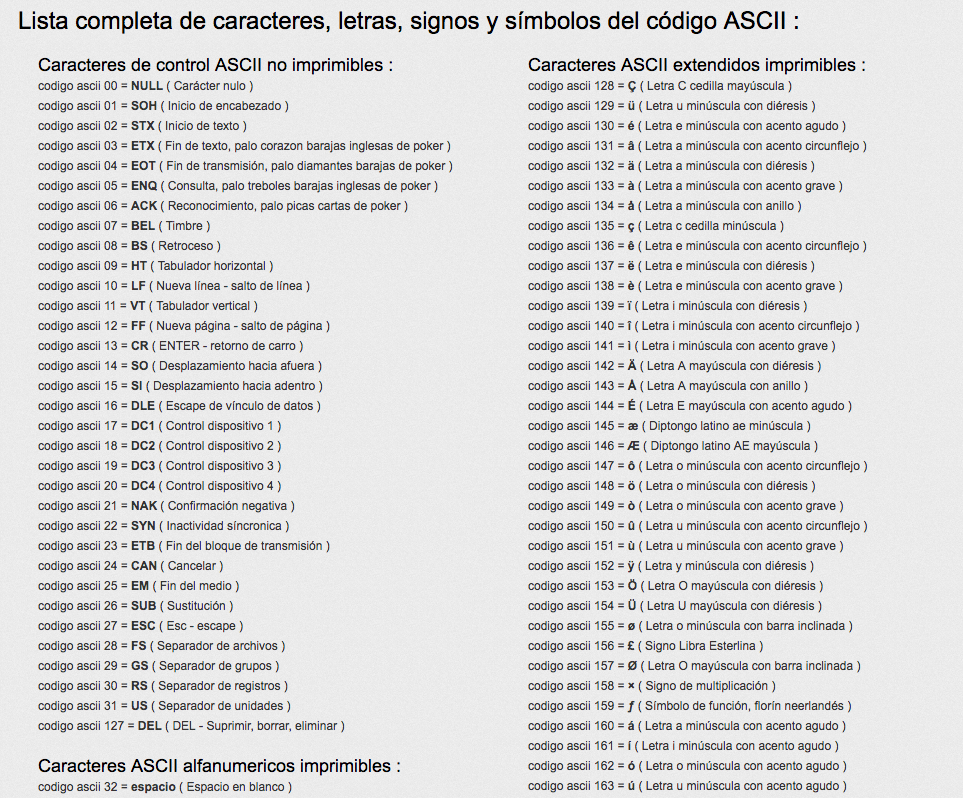 Lista completa de caracteres, letras, signos y símbolos del código ASCII :
Caracteres de control ASCII no imprimibles :
codigo ascii 00 = NULL ( Carácter nulo )
codigo ascii 01 = SOH ( Inicio de encabezado )
codigo ascii 02 = STX ( Inicio de texto )
codigo ascii 03 = ETX ( Fin de texto, palo corazon barajas inglesas de poker )
codigo ascii 04 = EOT ( Fin de transmisión, palo diamantes barajas de poker )
codigo ascii 05 = ENQ ( Consulta, palo treboles barajas inglesas de poker )
codigo ascii 06 = ACK ( Reconocimiento, palo picas cartas de poker )
codigo ascii 07 = BEL ( Timbre )
codigo ascii 08 = BS ( Retroceso )
codigo ascii 09 = HT ( Tabulador horizontal )
codigo ascii 10 = LF ( Nueva línea - salto de línea )
codigo ascii 11 = VT ( Tabulador vertical )
codigo ascii 12 = FF ( Nueva página - salto de página )
codigo ascii 13 = CR ( ENTER - retorno de carro )
codigo ascii 14 = SO ( Desplazamiento hacia afuera )
codigo ascii 15 = SI ( Desplazamiento hacia adentro )
codigo ascii 16 = DLE ( Escape de vínculo de datos )
codigo ascii 17 = DC1 ( Control dispositivo 1 )
codigo ascii 18 = DC2 ( Control dispositivo 2 )
codigo ascii 19 = DC3 ( Control dispositivo 3 )
codigo ascii 20 = DC4 ( Control dispositivo 4 )
codigo ascii 21 = NAK ( Confirmación negativa )
codigo ascii 22 = SYN ( Inactividad síncronica )
codigo ascii 23 = ETB ( Fin del bloque de transmisión )
codigo ascii 24 = CAN ( Cancelar )
codigo ascii 25 = EM ( Fin del medio )
codigo ascii 26 = SUB ( Sustitución )
codigo ascii 27 = ESC ( Esc - escape )
codigo ascii 28 = FS ( Separador de archivos )
codigo ascii 29 = GS ( Separador de grupos )
codigo ascii 30 = RS ( Separador de registros )
codigo ascii 31 = US ( Separador de unidades )
codigo ascii 127 = DEL ( DEL - Suprimir, borrar, eliminar )
Caracteres ASCII alfanumericos imprimibles :
codigo ascii 32 = espacio ( Espacio en blanco )
Caracteres ASCII extendidos imprimibles :
codigo ascii 128 = Ç ( Letra C cedilla mayúscula )
codigo ascii 129 = ü ( Letra u minúscula con diéresis )
codigo ascii 130 = é ( Letra e minúscula con acento agudo )
codigo ascii 131 = â ( Letra a minúscula con acento circunflejo )
codigo ascii 132 = ä ( Letra a minúscula con diéresis )
codigo ascii 133 = à ( Letra a minúscula con acento grave )
codigo ascii 134 = å ( Letra a minúscula con anillo )
codigo ascii 135 = ç ( Letra c cedilla minúscula )
codigo ascii 136 = ê ( Letra e minúscula con acento circunflejo )
codigo ascii 137 = ë ( Letra e minúscula con diéresis )
codigo ascii 138 = è ( Letra e minúscula con acento grave )
codigo ascii 139 = ï ( Letra i minúscula con diéresis )
codigo ascii 140 = î ( Letra i minúscula con acento circunflejo )
codigo ascii 141 = ì ( Letra i minúscula con acento grave )
codigo ascii 142 = Ä ( Letra A mayúscula con diéresis )
codigo ascii 143 = Å ( Letra A mayúscula con anillo )
codigo ascii 144 = É ( Letra E mayúscula con acento agudo )
codigo ascii 145 = æ ( Diptongo latino ae minúscula )
codigo ascii 146 = Æ ( Diptongo latino AE mayúscula )
codigo ascii 147 = ô ( Letra o minúscula con acento circunflejo )
codigo ascii 148 = ö ( Letra o minúscula con diéresis )
codigo ascii 149 = ò ( Letra o minúscula con acento grave )
codigo ascii 150 = û ( Letra u minúscula con acento circunflejo )
codigo ascii 151 = ù ( Letra u minúscula con acento grave )
codigo ascii 152 = ÿ ( Letra y minúscula con diéresis )
codigo ascii 153 = Ö ( Letra O mayúscula con diéresis )
codigo ascii 154 = Ü ( Letra U mayúscula con diéresis )
codigo ascii 155 = ø ( Letra o minúscula con barra inclinada )
codigo ascii 156 = £ ( Signo Libra Esterlina )
codigo ascii 157 = Ø ( Letra O mayúscula con barra inclinada )
codigo ascii 158 = × ( Signo de multiplicación )
codigo ascii 159 = ƒ ( Símbolo de función, florín neerlandés )
codigo ascii 160 = á ( Letra a minúscula con acento agudo )
codigo ascii 161 = í ( Letra i minúscula con acento agudo )
codigo ascii 162 = ó ( Letra o minúscula con acento agudo )
codigo ascii 163 = ú ( Letra u minúscula con acento agudo )